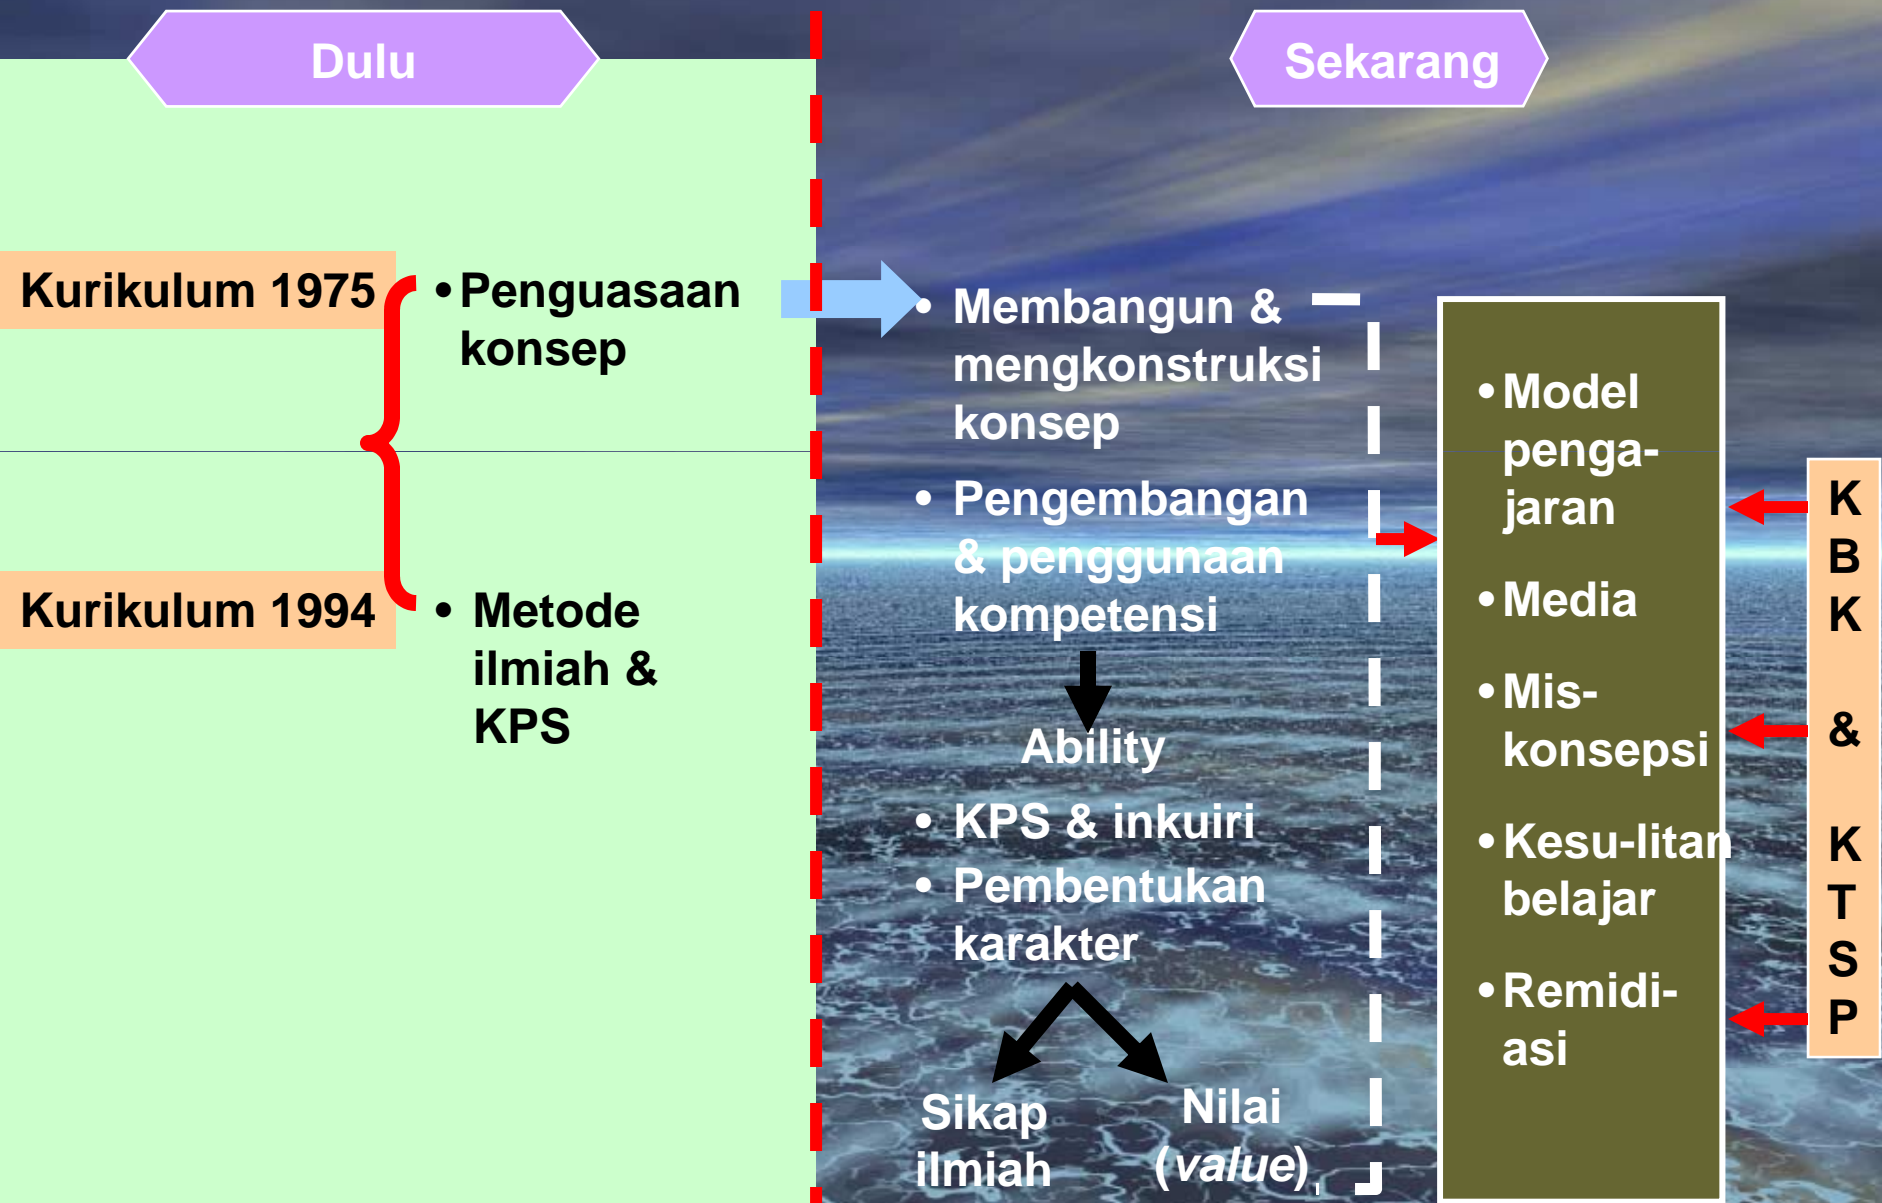 Dulu
Sekarang
Kurikulum 1975
• Penguasaan
konsep
Kurikulum 1994
• Metode
ilmiah &
KPS
• Membangun &
mengkonstruksi
konsep
• Pengembangan
& penggunaan
kompetensi
Ability
• KPS & inkuiri
• Pembentukan
karakter
Sikap
ilmiah
Nilai
(value)
• Model
penga-
jaran
• Media
• Mis-
konsepsi
• Kesu-litan
belajar
• Remidi-
asi
K
B
K
&
K
T
S
P